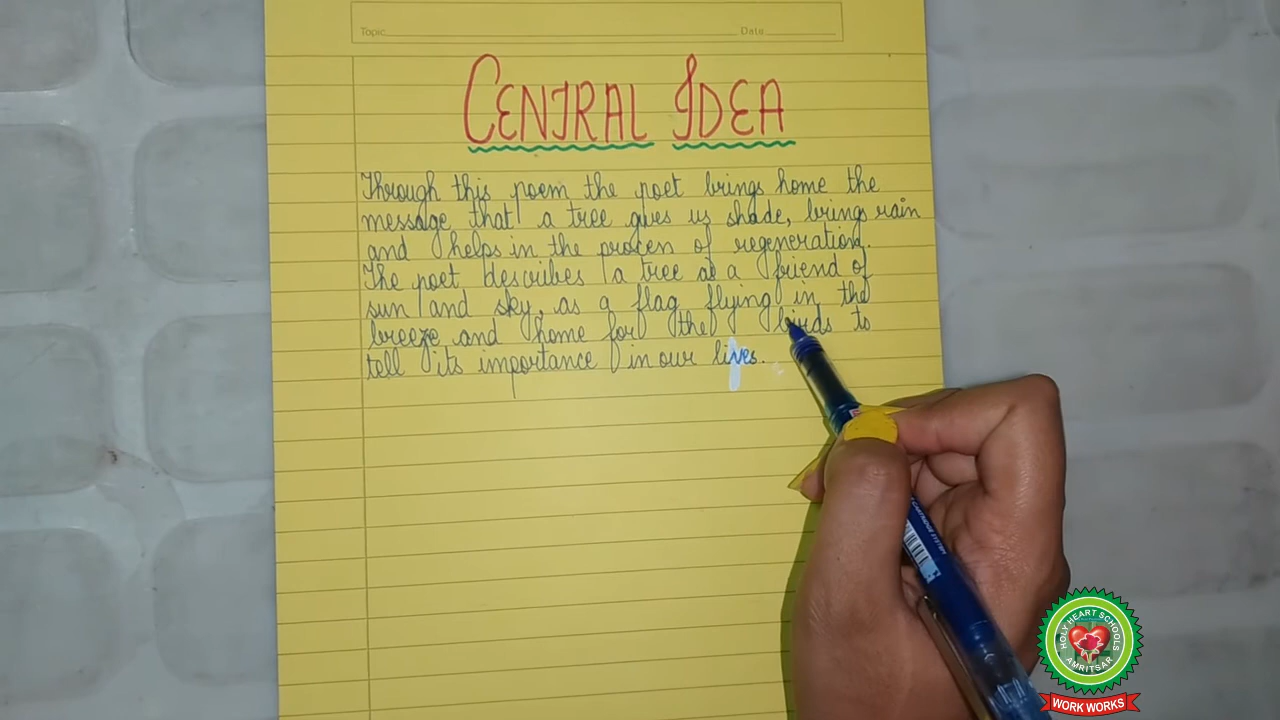 Topic Date
CENTRAL IDEA
Through this poem the poet brings home the
message that a tree gives us shade, brings rain
and helps in the process of regeneration.
The poet describes a tree as a friend of
sun and sky, as a flag flying in the
breeze and home for the birds to
tell its importance in our lives.
CARTRIDGE SYSTEM
HOLY HEART SCHOOLS
AMRITSAR
WORK WORKS